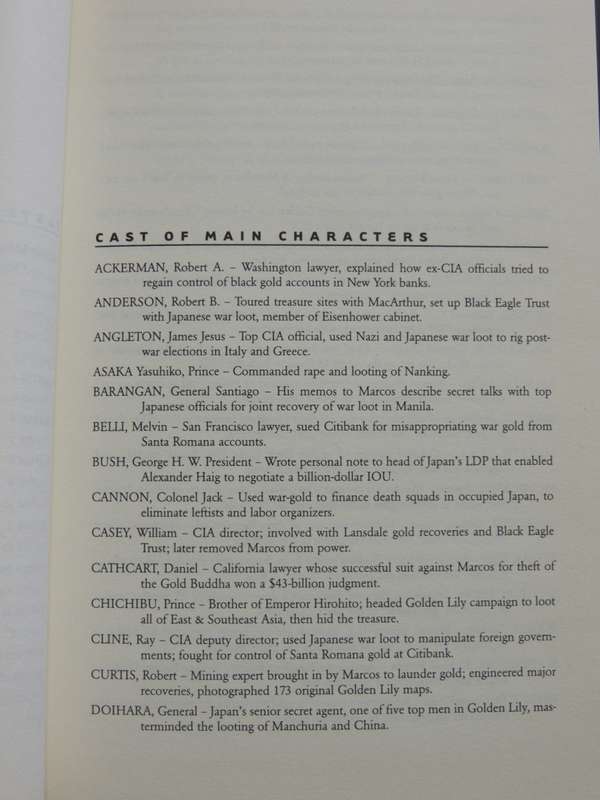 CAST OF MAIN CHARACTERS
ACKERMAN, Robert A. – Washington lawyer, explained how ex-CIA officials tried to
regain control of black gold accounts in New York banks.
ANDERSON, Robert B. – Toured treasure sites with MacArthur, set up Black Eagle Trust
with Japanese war loot, member of Eisenhower cabinet.
ANGLETON, James Jesus – Top CIA official, used Nazi and Japanese war loot to rig post-
war elections in Italy and Greece.
ASAKA Yasuhiko, Prince – Commanded rape and looting of Nanking.
BARANGAN, General Santiago – His memos to Marcos describe secret talks with top
Japanese officials for joint recovery of war loot in Manila.
BELLI, Melvin – San Francisco lawyer, sued Citibank for misappropriating war gold from
Santa Romana accounts.
BUSH, George H. W. President – Wrote personal note to head of Japan's LDP that enabled
Alexander Haig to negotiate a billion-dollar IOU.
CANNON, Colonel Jack – Used war-gold to finance death squads in occupied Japan, to
eliminate leftists and labor organizers.
CASEY, William – CIA director; involved with Lansdale gold recoveries and Black Eagle
Trust; later removed Marcos from power.
CATHCART, Daniel – California lawyer whose successful suit against Marcos for theft of
the Gold Buddha won a $43-billion judgment.
CHICHIBU, Prince – Brother of Emperor Hirohito; headed Golden Lily campaign to loot
all of East & Southeast Asia, then hid the treasure.
CLINE, Ray – CIA deputy director; used Japanese war loot to manipulate foreign govern-
ments; fought for control of Santa Romana gold at Citibank.
CURTIS, Robert – Mining expert brought in by Marcos to launder gold; engineered major
recoveries, photographed 173 original Golden Lily maps.
DOIHARA, General – Japan's senior secret agent, one of five top men in Golden Lily, mas-
terminded the looting of Manchuria and China.